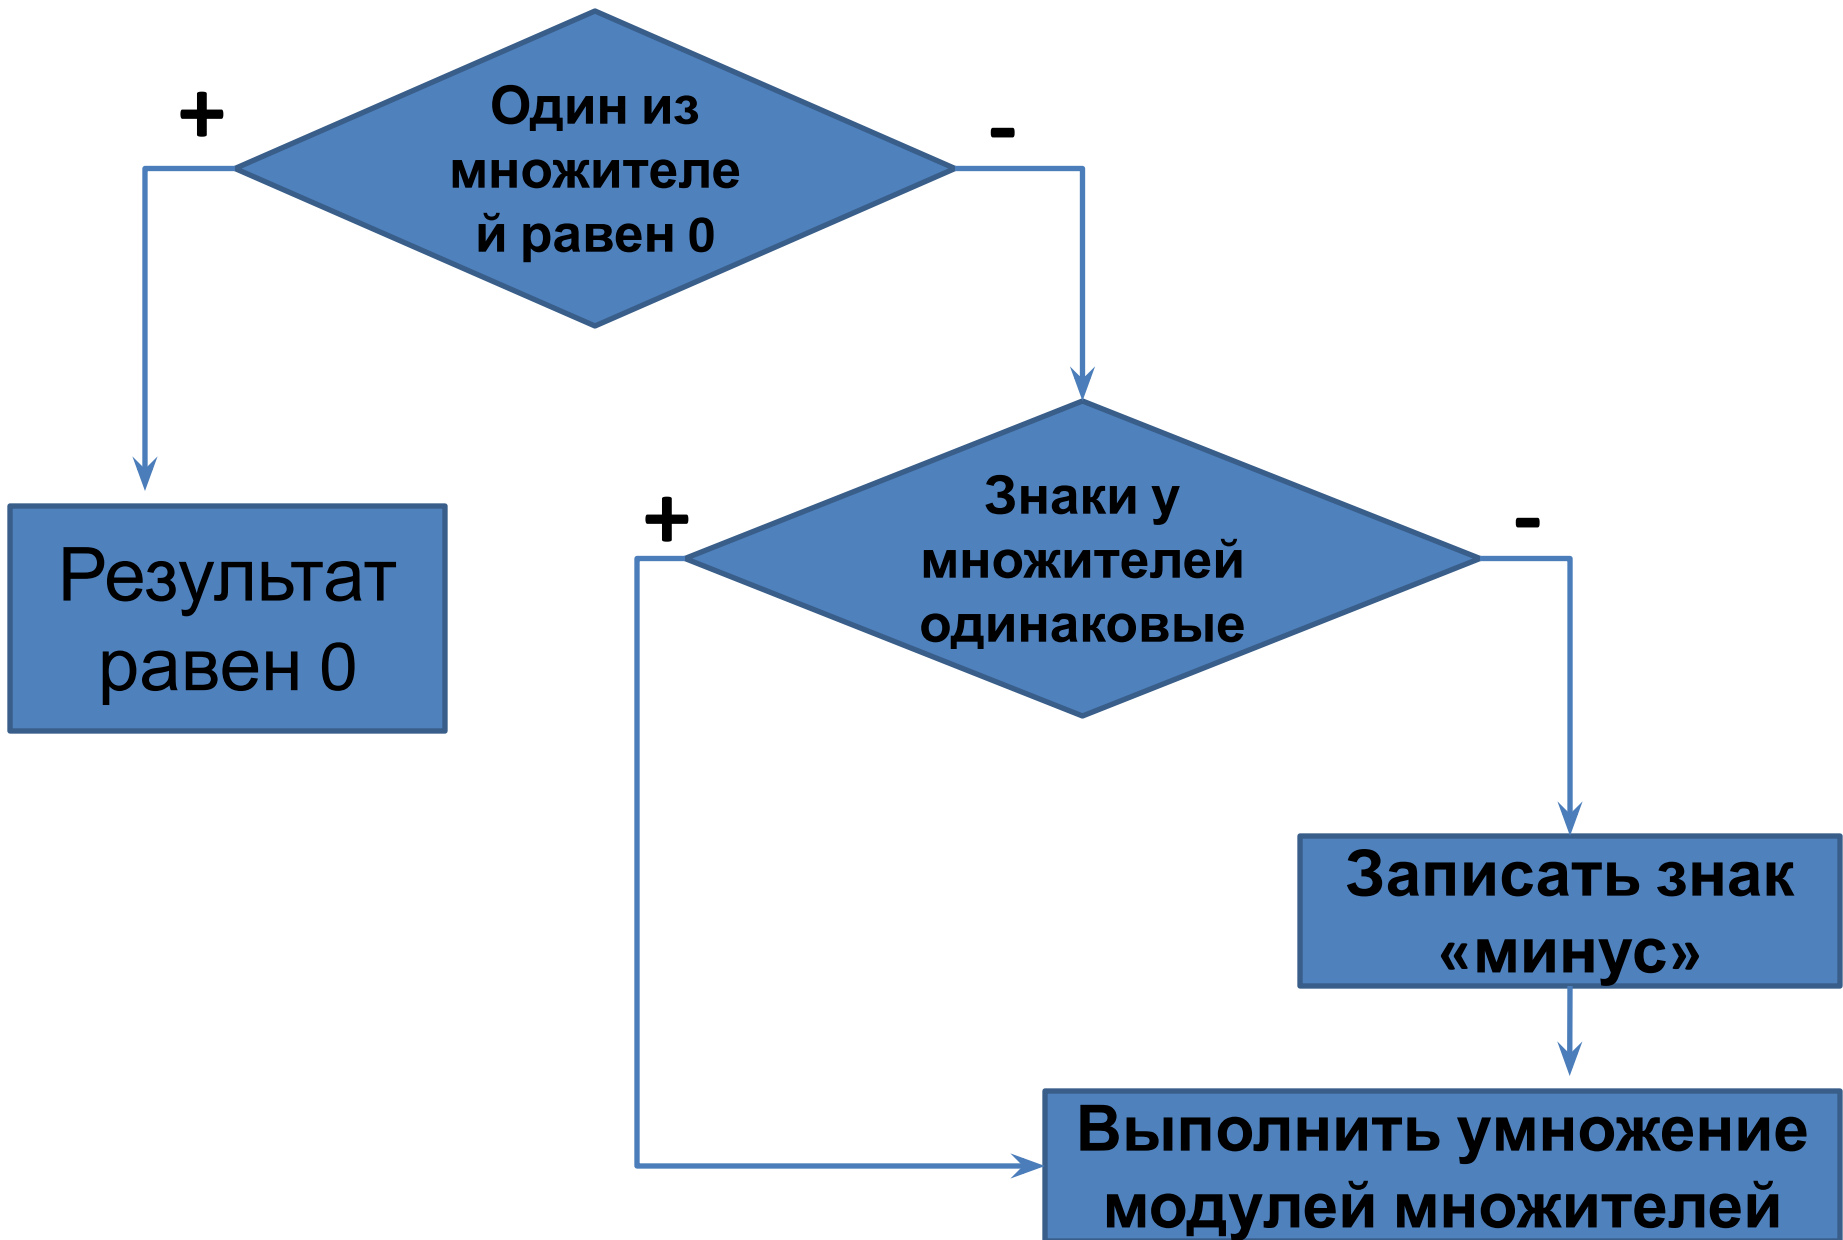 +
Один из
множителе
й равен 0
-
Результат
равен 0
+
Знаки у
множителей
одинаковые
-
Записать знак
«минус»
Выполнить умножение
модулей множителей